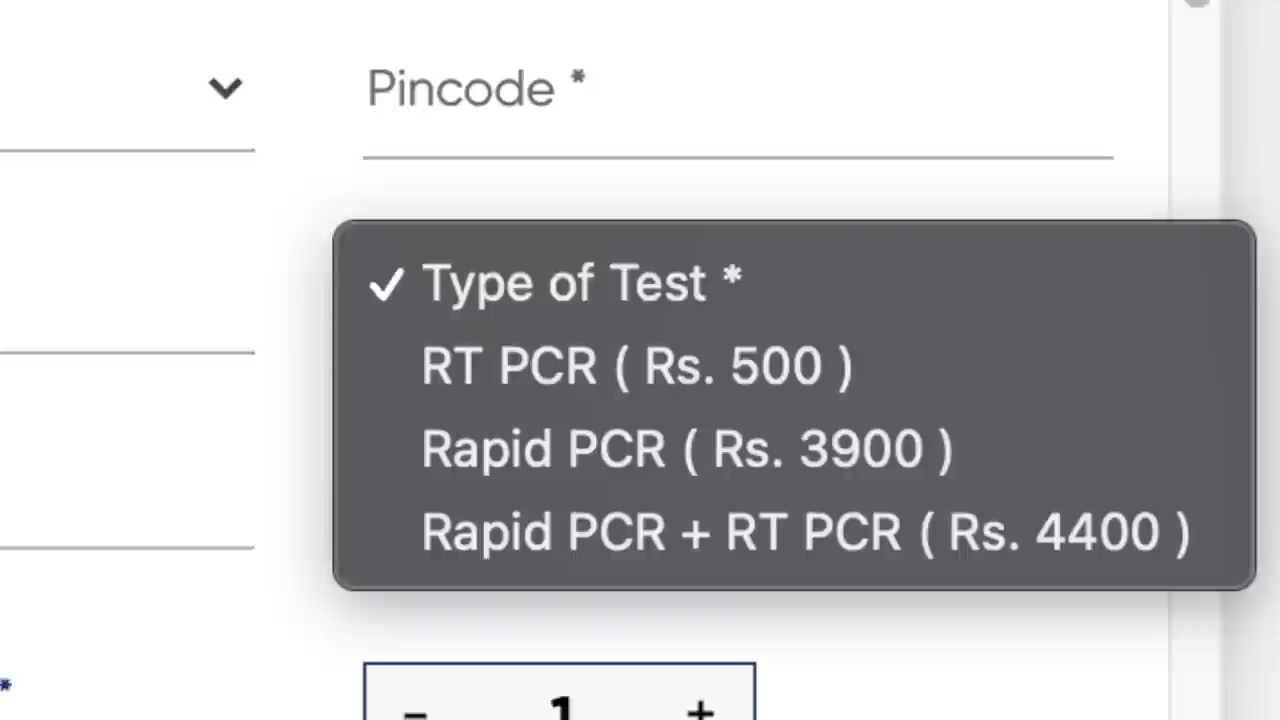 Pincode *
✓ Type of Test *
RT PCR ( Rs. 500 )
Rapid PCR ( Rs. 3900 )
Rapid PCR + RT PCR ( Rs. 4400 )
*
- 1 +